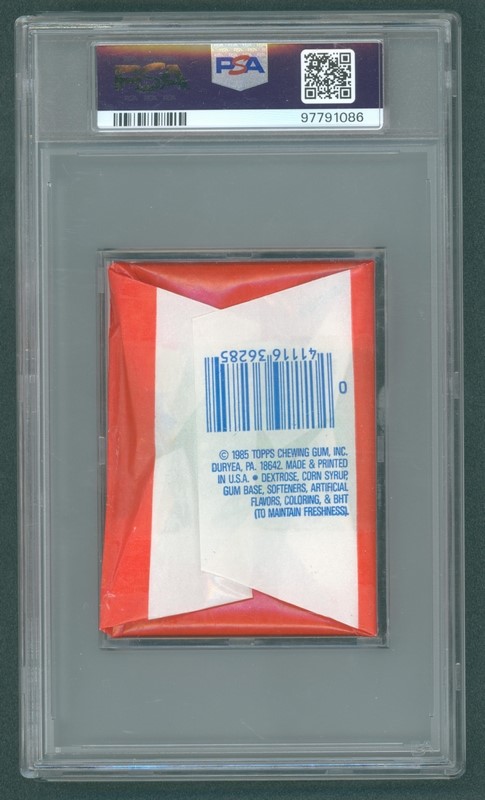 PSA
97791086
41116 36285
0
© 1985 TOPPS CHEWING GUM, INC.
DURYEA, PA. 18642. MADE & PRINTED
IN U.S.A. • DEXTROSE, CORN SYRUP,
GUM BASE, SOFTENERS, ARTIFICIAL
FLAVORS, COLORING, & BHT
(TO MAINTAIN FRESHNESS).